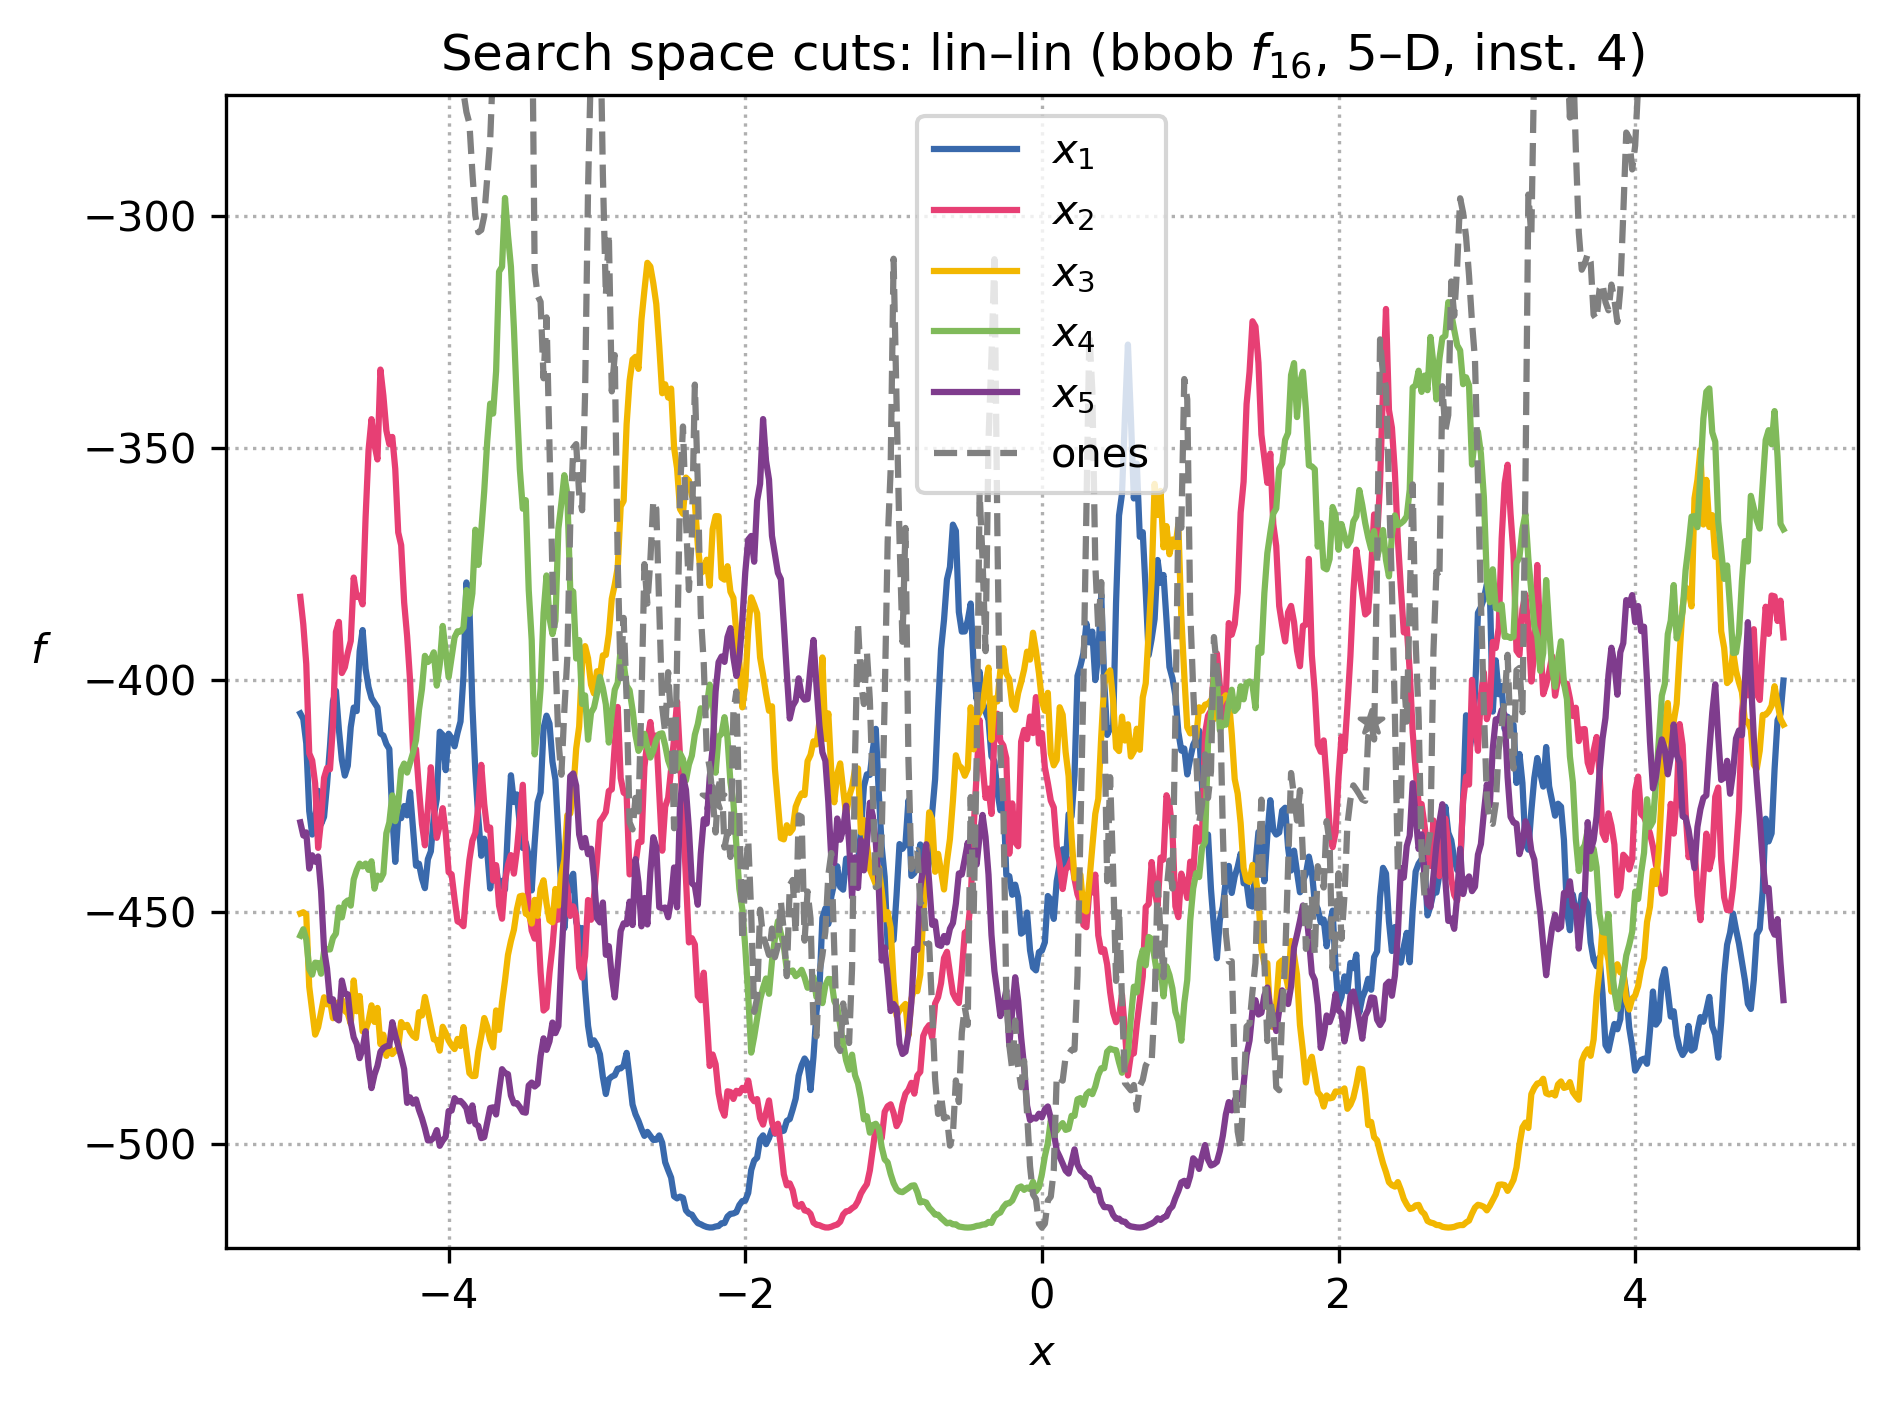 Search space cuts: lin–lin (bbob f₁₆, 5–D, inst. 4)
x₁
x₂
x₃
x₄
x₅
ones
−300
−350
−400
−450
−500
f
−4 −2 0 2 4
x